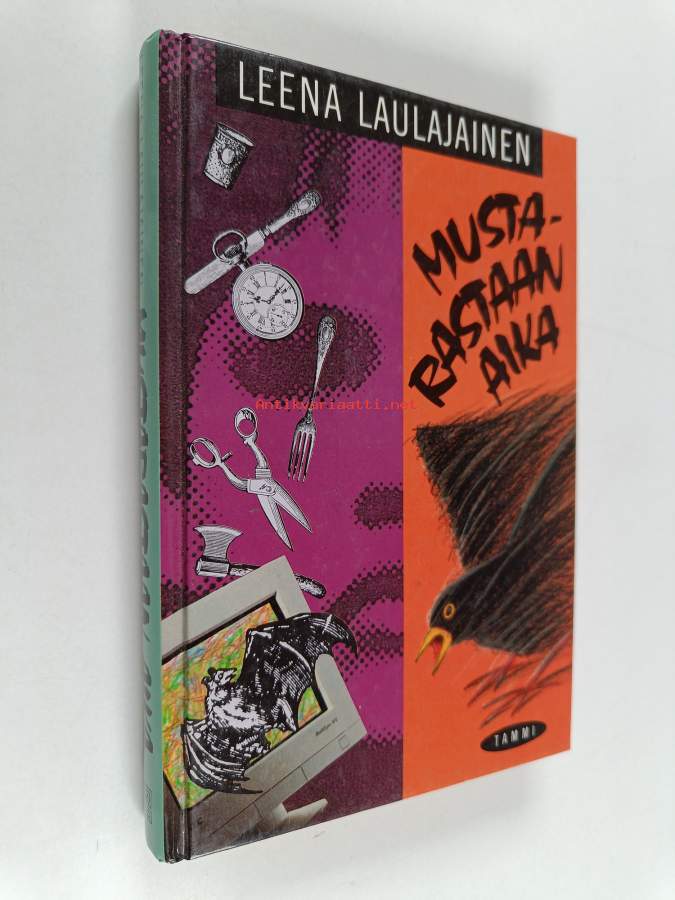 LEENA LAULAJAINEN
MUSTA-
RASTAAN
AIKA
Antikvariaatti.net
TAMMI